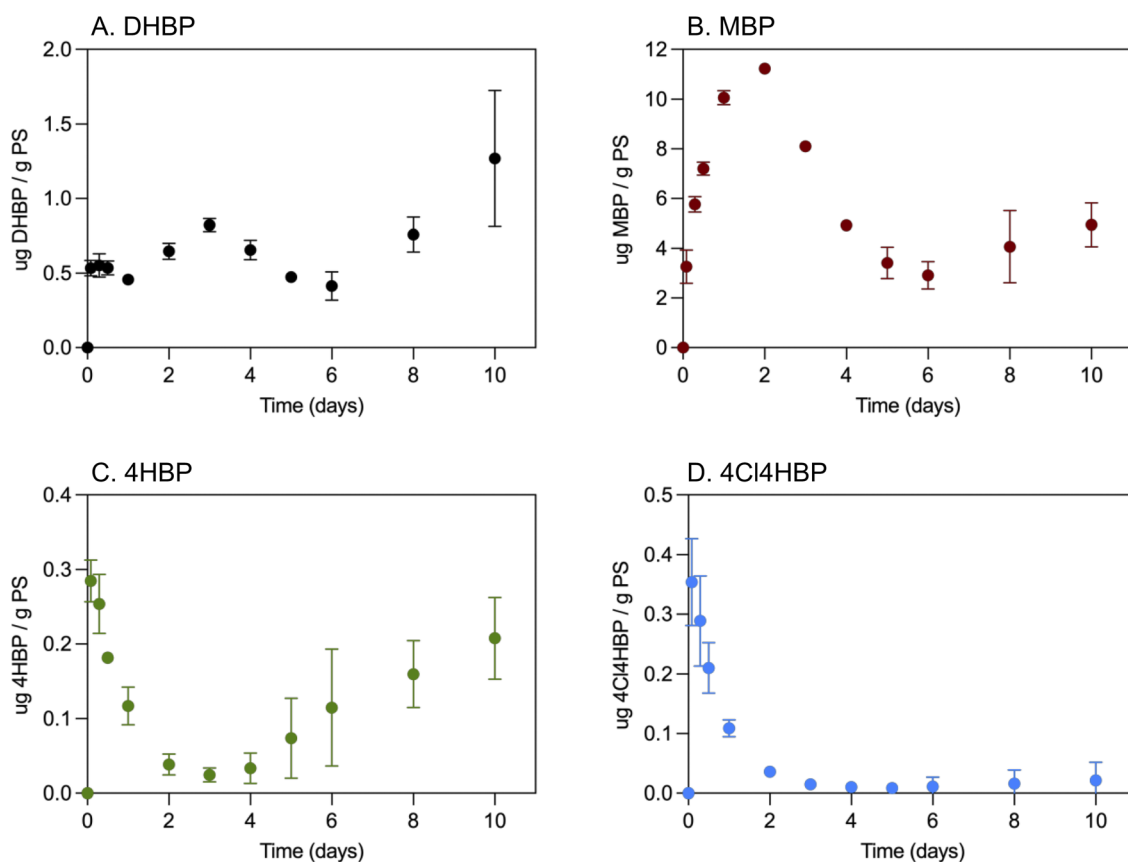 A. DHBP
2.0
1.5
1.0
0.5
0.0
ug DHBP / g PS
0 2 4 6 8 10
Time (days)
B. MBP
12
10
8
6
4
2
0
ug MBP / g PS
0 2 4 6 8 10
Time (days)
C. 4HBP
0.4
0.3
0.2
0.1
0.0
ug 4HBP / g PS
0 2 4 6 8 10
Time (days)
D. 4Cl4HBP
0.5
0.4
0.3
0.2
0.1
0.0
ug 4Cl4HBP / g PS
0 2 4 6 8 10
Time (days)